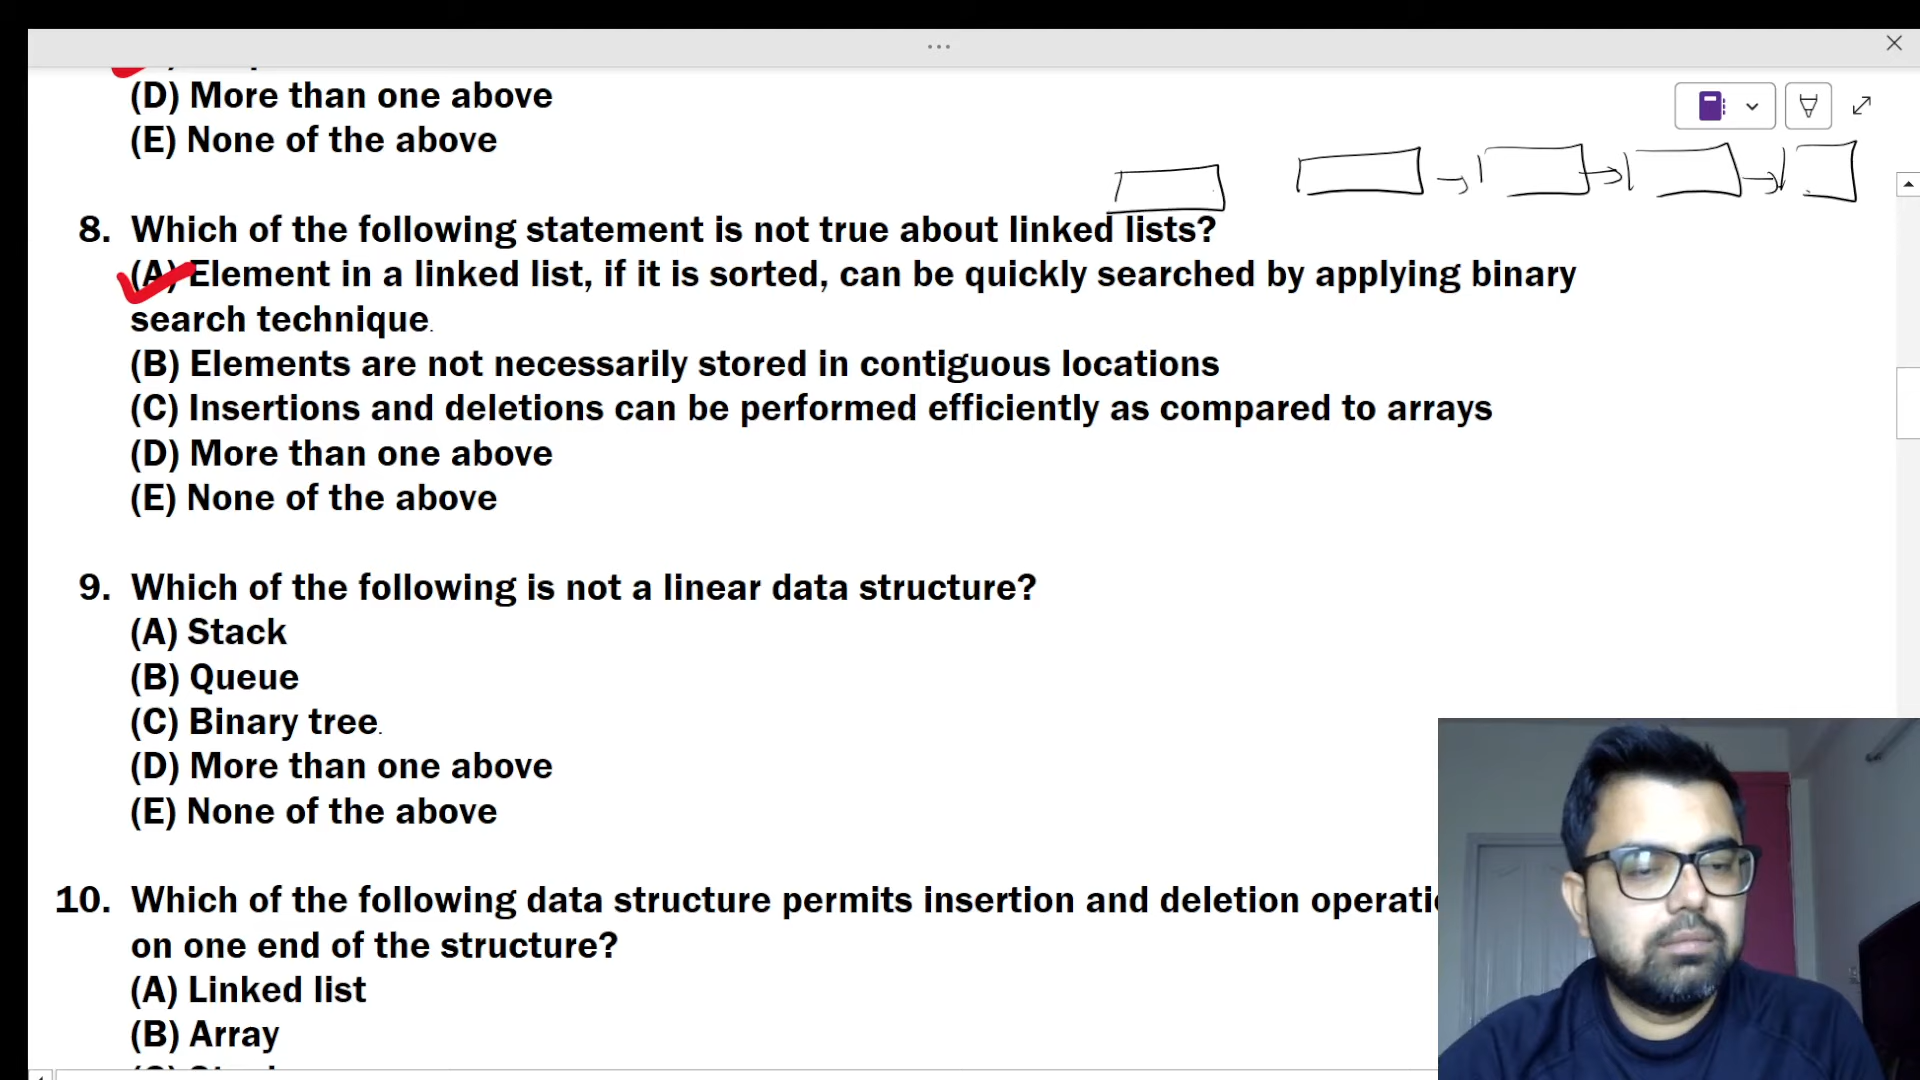 (D) More than one above
(E) None of the above
8. Which of the following statement is not true about linked lists?
(A) Element in a linked list, if it is sorted, can be quickly searched by applying binary
search technique.
(B) Elements are not necessarily stored in contiguous locations
(C) Insertions and deletions can be performed efficiently as compared to arrays
(D) More than one above
(E) None of the above
9. Which of the following is not a linear data structure?
(A) Stack
(B) Queue
(C) Binary tree.
(D) More than one above
(E) None of the above
10. Which of the following data structure permits insertion and deletion
on one end of the structure?
(A) Linked list
(B) Array